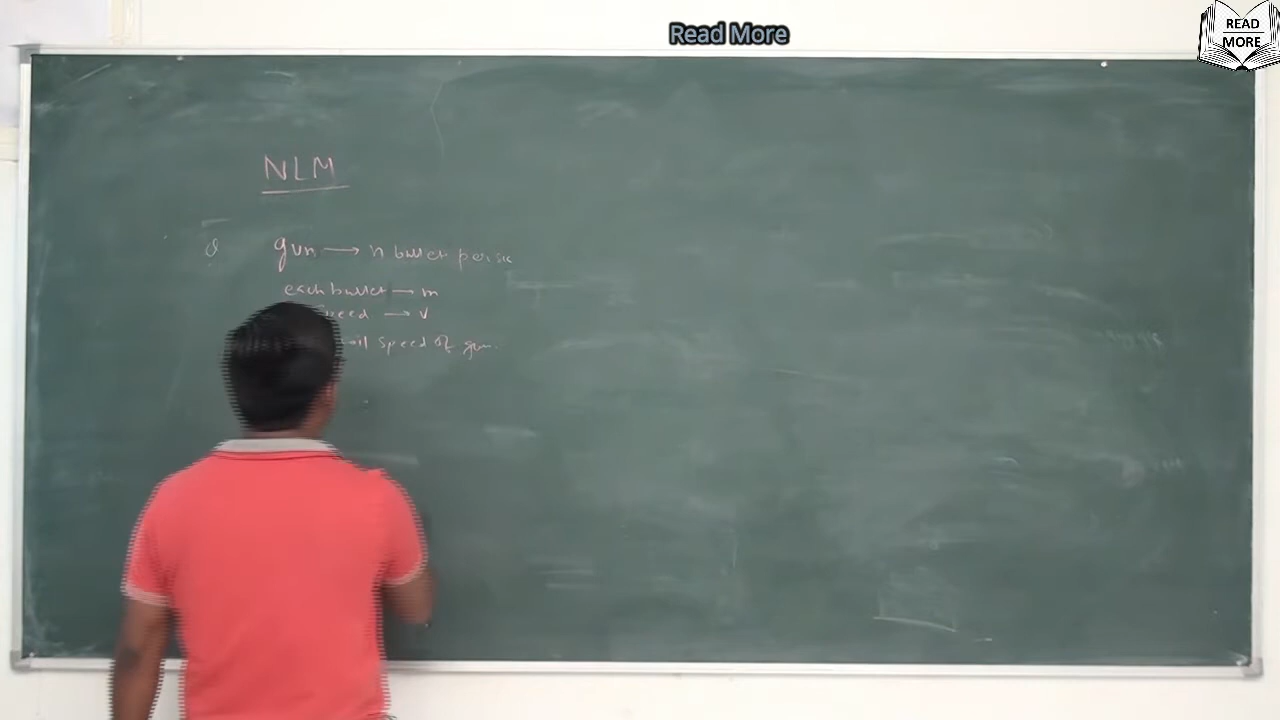 Read More
READ
MORE
NLM
Q gun → n bullet per sec
each bullet → m
speed → v
speed of gun.